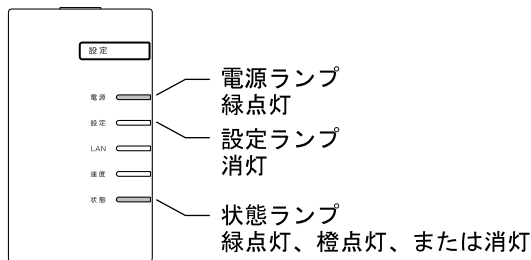 設定
電源
設定
LAN
速度
状態
電源ランプ
緑点灯
設定ランプ
消灯
状態ランプ
緑点灯、橙点灯、または消灯